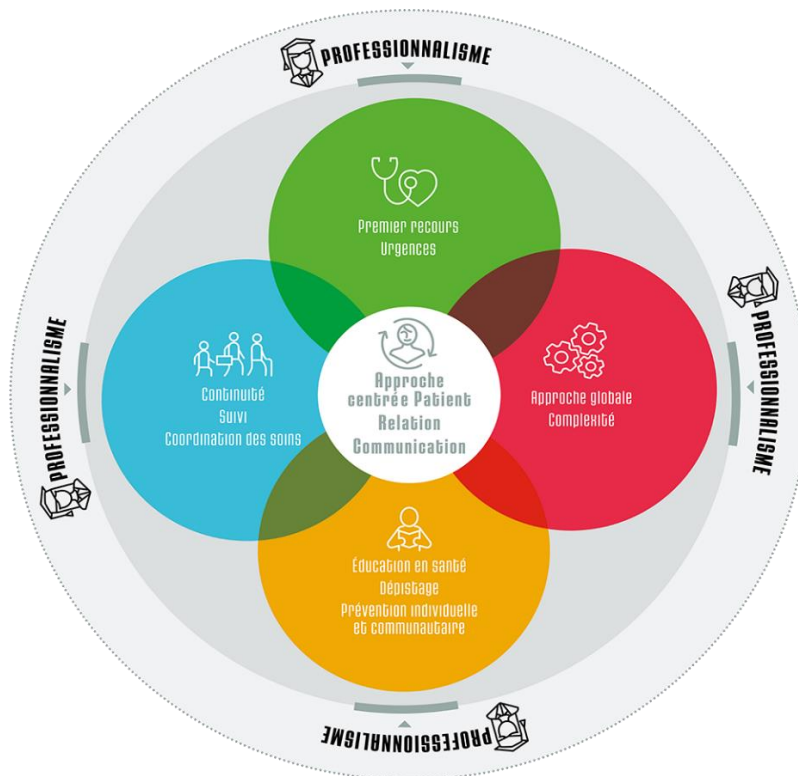 PROFESSIONNALISME
Premier recours
Urgences
PROFESSIONNALISME
Continuité
Suivi
Coordination des soins
Approche
centrée Patient
Relation
Communication
Approche globale
Complexité
PROFESSIONNALISME
Éducation en santé
Dépistage
Prévention individuelle
et communautaire
PROFESSIONNALISME